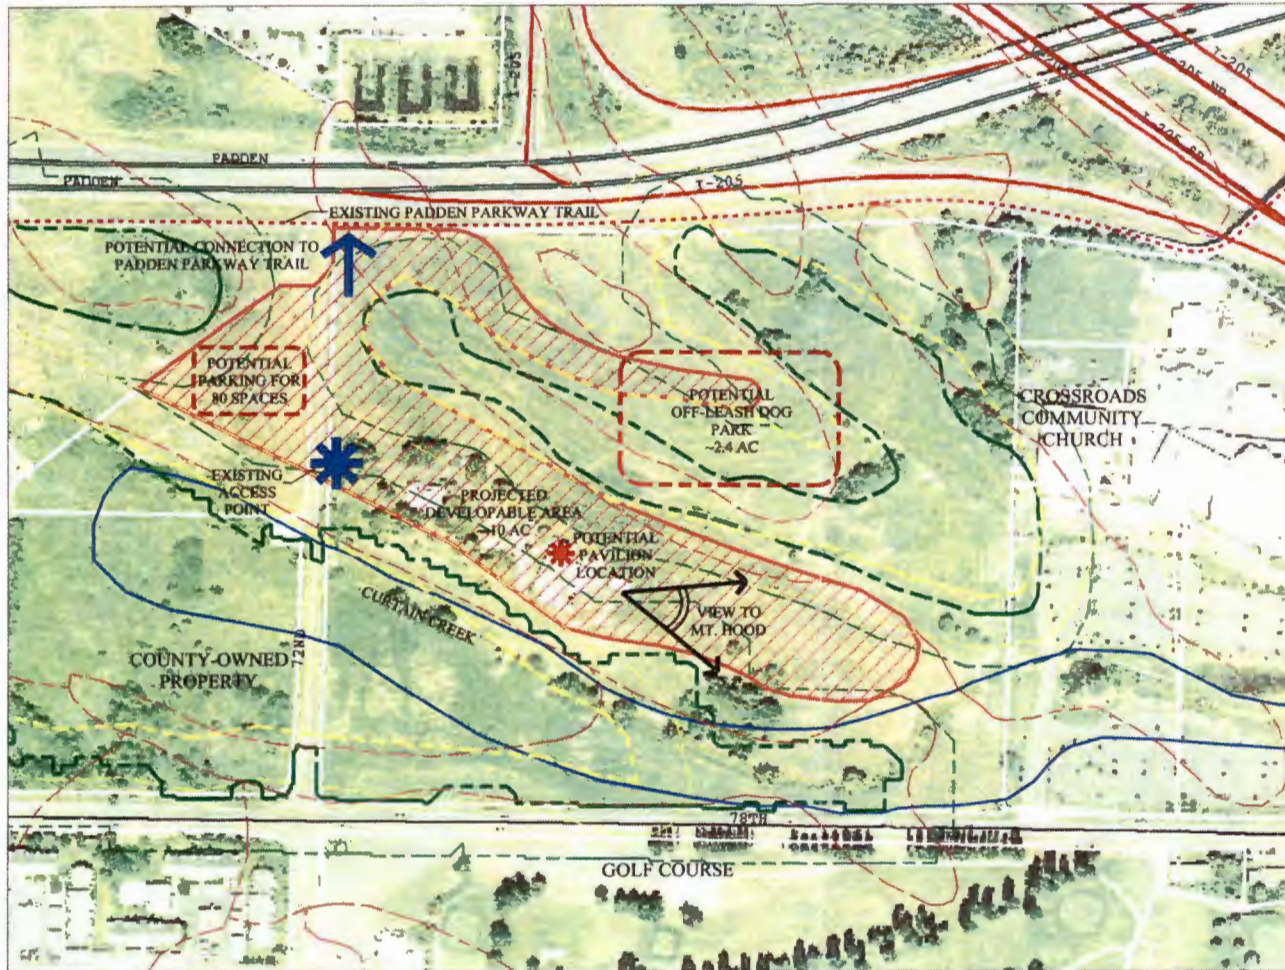 I-205
I-205
I-205 NB
I-205 SB
PADDEN
PADDEN
I-205
EXISTING PADDEN PARKWAY TRAIL
POTENTIAL CONNECTION TO
PADDEN PARKWAY TRAIL
POTENTIAL
PARKING FOR
80 SPACES
POTENTIAL
OFF-LEASH DOG
PARK
~2.4 AC
CROSSROADS
COMMUNITY
CHURCH
EXISTING
ACCESS
POINT
PROJECTED
DEVELOPABLE AREA
~10 AC
POTENTIAL
PAVILION
LOCATION
VIEW TO
MT. HOOD
CURTAIN CREEK
72ND
COUNTY-OWNED
PROPERTY
78TH
GOLF COURSE